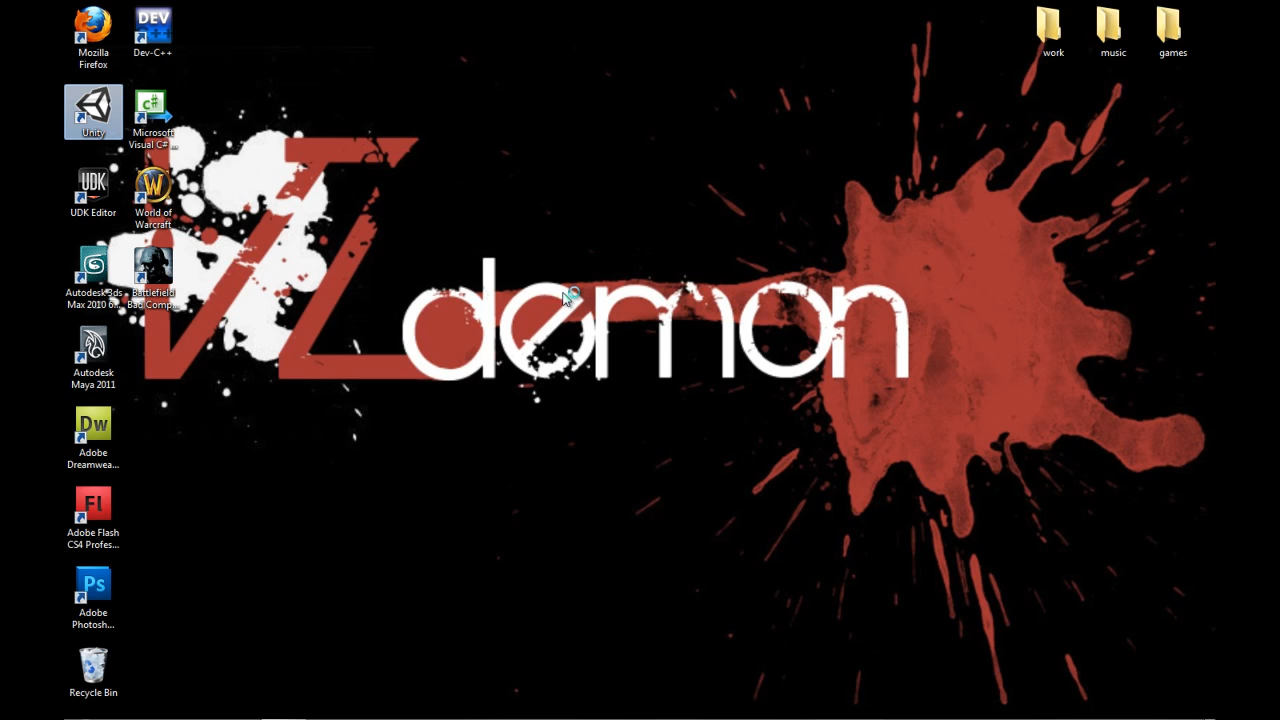 Mozilla
Firefox
DEV
C++
Dev-C++
work
music
games
Unity
C#
Microsoft
Visual C# ...
UDK
UDK Editor
W
World of
Warcraft
Autodesk 3ds
Max 2010 6...
Battlefield
Bad Comp...
demon
Autodesk
Maya 2011
Dw
Adobe
Dreamwea...
Fl
Adobe Flash
CS4 Profes...
Ps
Adobe
Photosh...
Recycle Bin